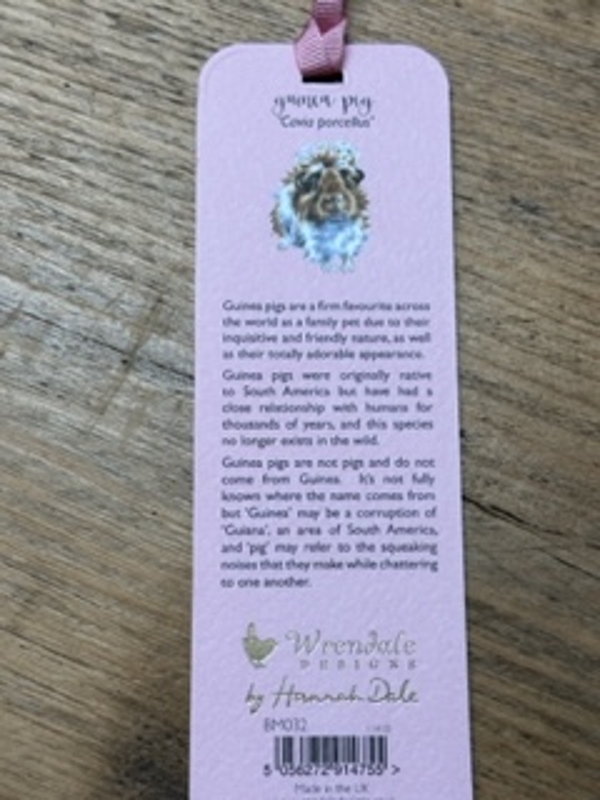 guinea pig
'Cavia porcellus'
Guinea pigs are a firm favourite across
the world as a family pet due to their
inquisitive and friendly nature, as well
as their totally adorable appearance.
Guinea pigs were originally native
to South America but have had a
close relationship with humans for
thousands of years, and this species
no longer exists in the wild.
Guinea pigs are not pigs and do not
come from Guinea. It's not fully
known where the name comes from
but 'Guinea' may be a corruption of
'Guiana', an area of South America,
and 'pig' may refer to the squeaking
noises that they make while chattering
to one another.
Wrendale
DESIGNS
by Hannah Dale
BM032
5 056272 914755 >
Made in the UK